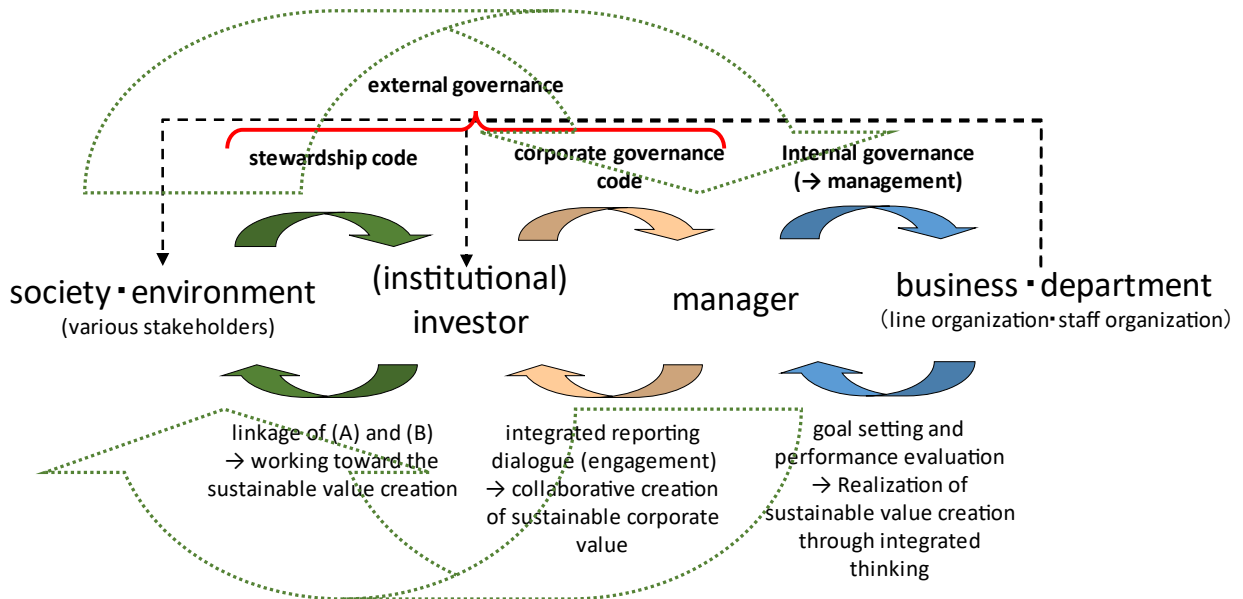 external governance
stewardship code
corporate governance
code
Internal governance
(→ management)
society・environment
(various stakeholders)
(institutional)
investor
manager
business・department
（line organization・staff organization）
linkage of (A) and (B)
→ working toward the
sustainable value creation
integrated reporting
dialogue (engagement)
→ collaborative creation
of sustainable corporate
value
goal setting and
performance evaluation
→ Realization of
sustainable value creation
through integrated
thinking